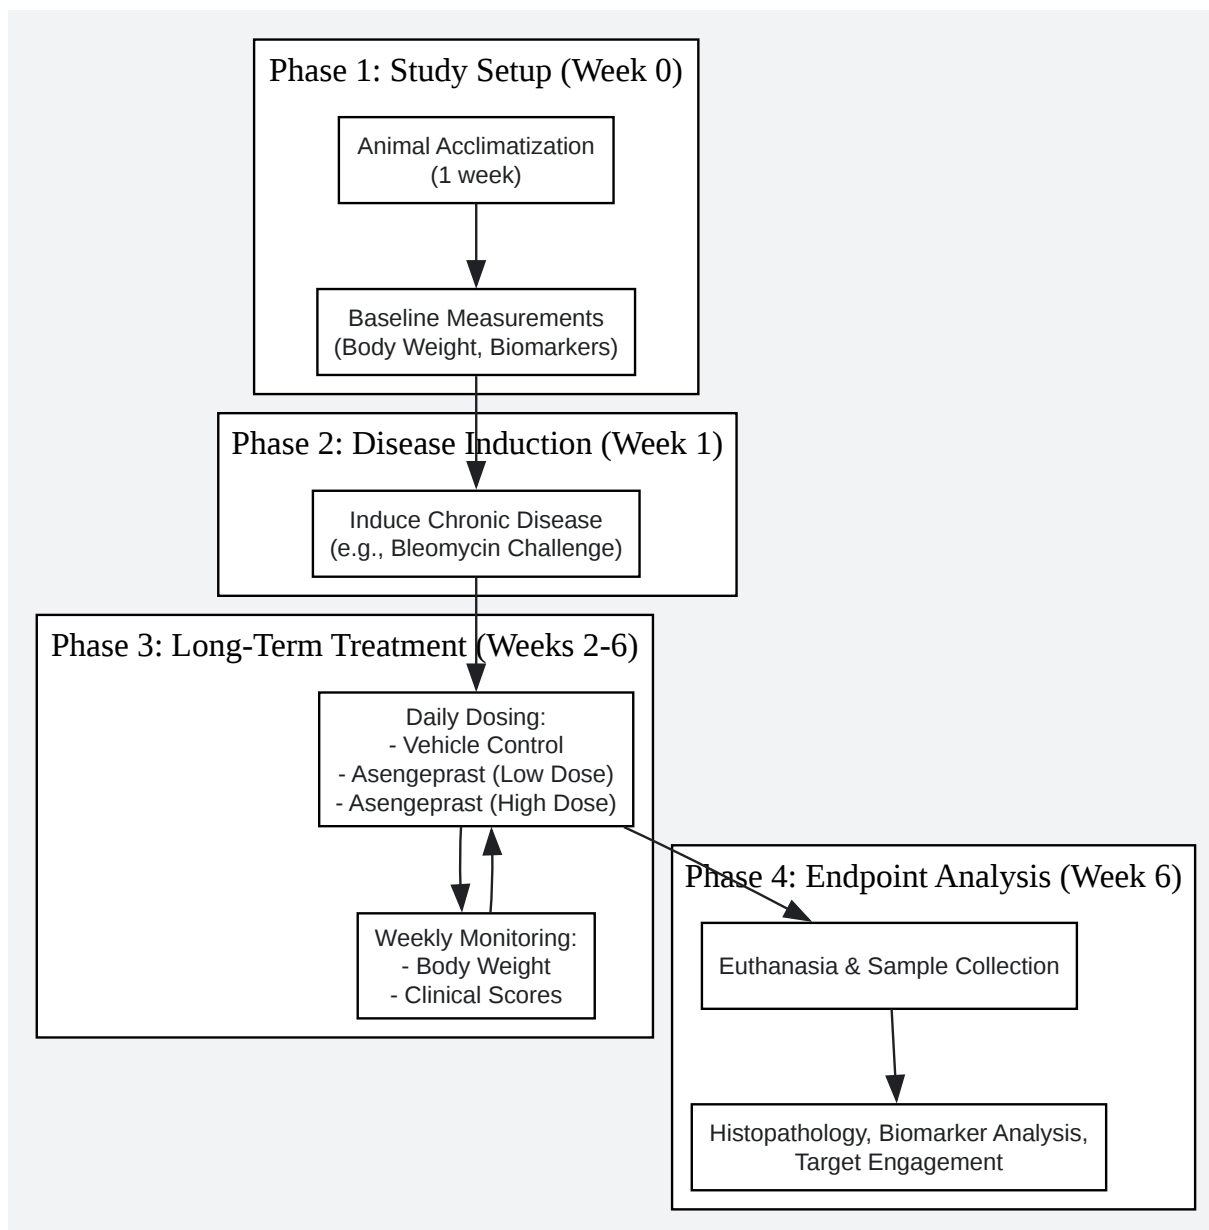 Phase 1: Study Setup (Week 0)
Animal Acclimatization
(1 week)
Baseline Measurements
(Body Weight, Biomarkers)
Phase 2: Disease Induction (Week 1)
Induce Chronic Disease
(e.g., Bleomycin Challenge)
Phase 3: Long-Term Treatment (Weeks 2-6)
Daily Dosing:
- Vehicle Control
- Asengeprast (Low Dose)
- Asengeprast (High Dose)
Weekly Monitoring:
- Body Weight
- Clinical Scores
Phase 4: Endpoint Analysis (Week 6)
Euthanasia & Sample Collection
Histopathology, Biomarker Analysis,
Target Engagement